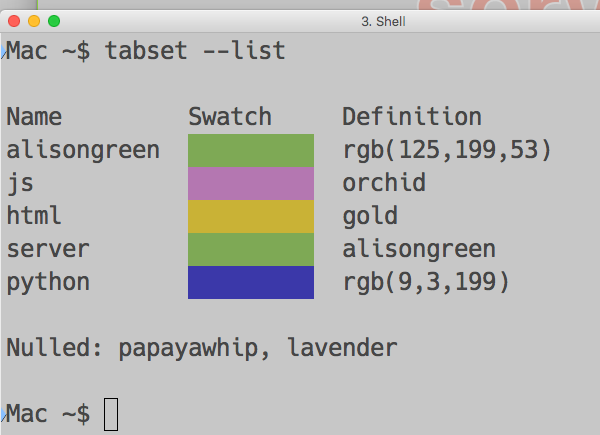 3. Shell
Mac ~$ tabset --list
Name Swatch Definition
alisongreen rgb(125,199,53)
js orchid
html gold
server alisongreen
python rgb(9,3,199)
Nulled: papayawhip, lavender
Mac ~$